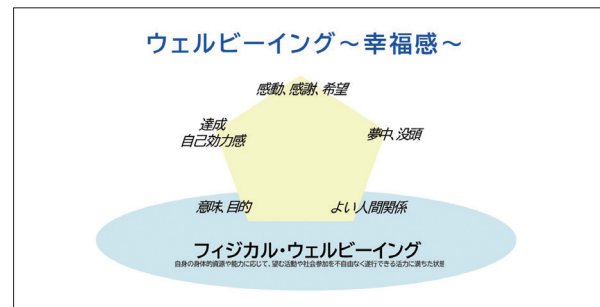 ウェルビーイング～幸福感～
感動、感謝、希望
達成
自己効力感
夢中、没頭
意味、目的
よい人間関係
フィジカル・ウェルビーイング
自身の身体的資源や能力に応じて、望む活動や社会参加を不自由なく遂行できる活力に満ちた状態